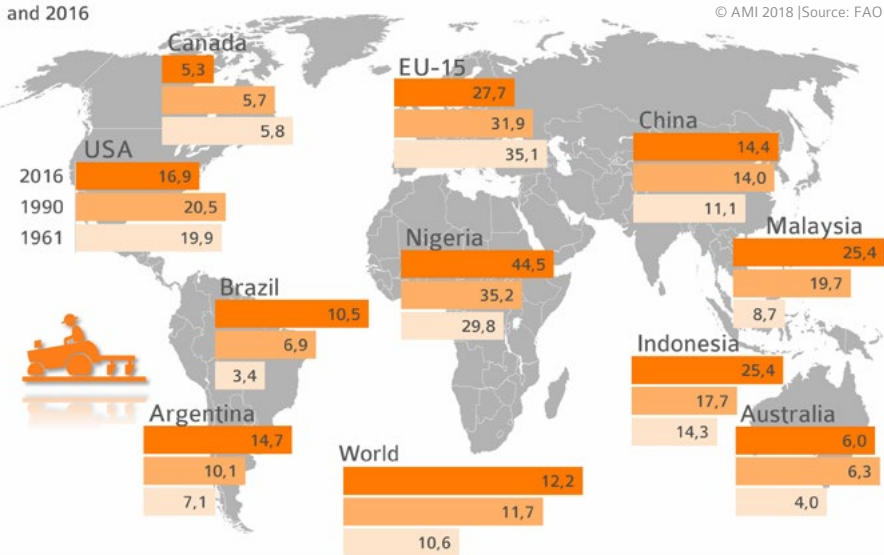 and 2016
© AMI 2018 |Source: FAO
Canada
5,3
5,7
5,8
EU-15
27,7
31,9
35,1
China
14,4
14,0
11,1
USA
2016 16,9
1990 20,5
1961 19,9
Malaysia
25,4
19,7
8,7
Nigeria
44,5
35,2
29,8
Brazil
10,5
6,9
3,4
Indonesia
25,4
17,7
14,3
Argentina
14,7
10,1
7,1
Australia
6,0
6,3
4,0
World
12,2
11,7
10,6